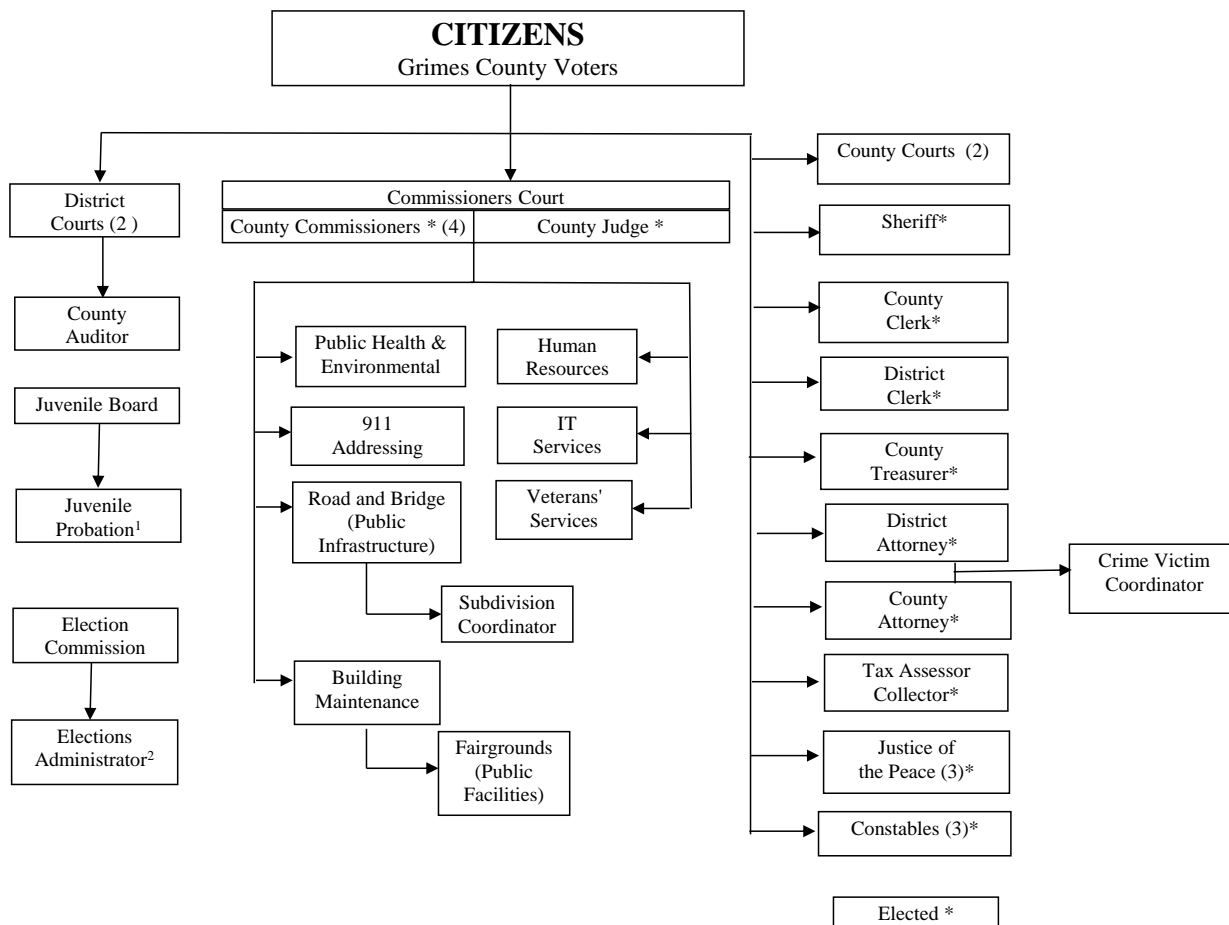 CITIZENS
Grimes County Voters
District
Courts (2 )
County
Auditor
Juvenile Board
Juvenile
Probation¹
Election
Commission
Elections
Administrator²
Commissioners Court
County Commissioners * (4)
County Judge *
Public Health &
Environmental
911
Addressing
Road and Bridge
(Public
Infrastructure)
Subdivision
Coordinator
Building
Maintenance
Fairgrounds
(Public
Facilities)
Human
Resources
IT
Services
Veterans'
Services
County Courts (2)
Sheriff*
County
Clerk*
District
Clerk*
County
Treasurer*
District
Attorney*
County
Attorney*
Crime Victim
Coordinator
Tax Assessor
Collector*
Justice of
the Peace (3)*
Constables (3)*
Elected *